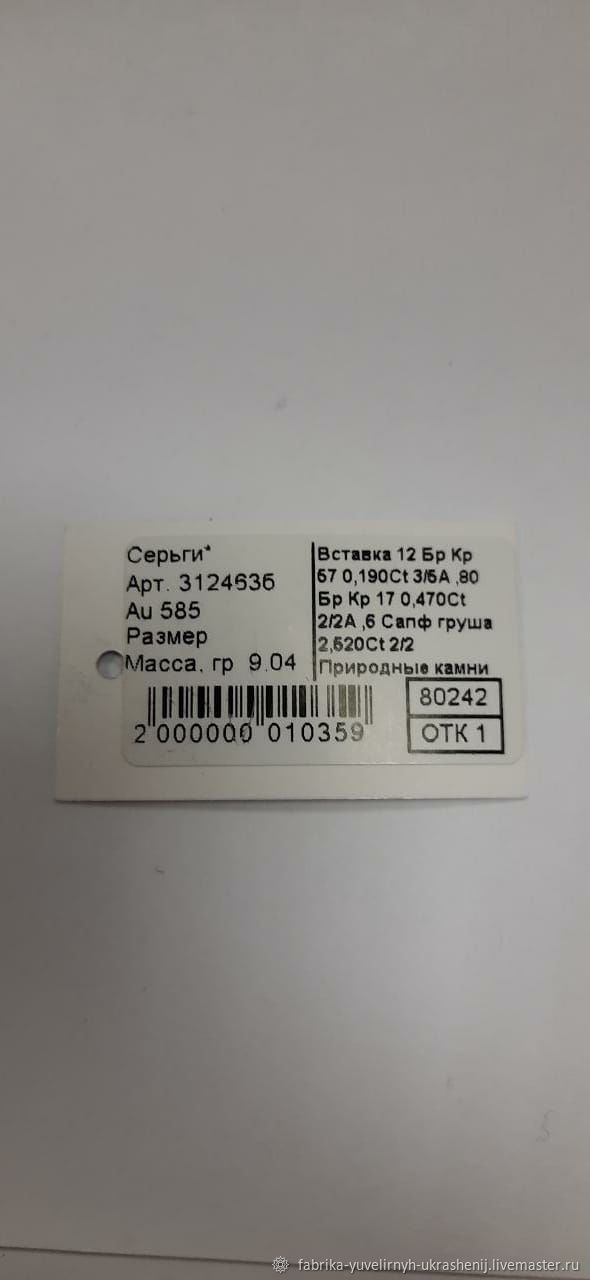 Серьги*
Арт. 3124636
Au 585
Размер
Масса, гр 9.04
Вставка 12 Бр Кр
57 0,190Ct 3/5А ,80
Бр Кр 17 0,470Ct
2/2А ,6 Сапф груша
2,520Ct 2/2
Природные камни
2 000000 010359
80242
ОТК 1
fabrika-yuvelirnyh-ukrashenij.livemaster.ru